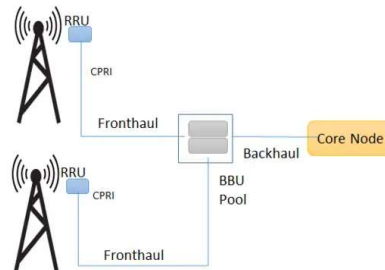 RRU
CPRI
Fronthaul
Core Node
Backhaul
RRU
BBU
Pool
CPRI
Fronthaul